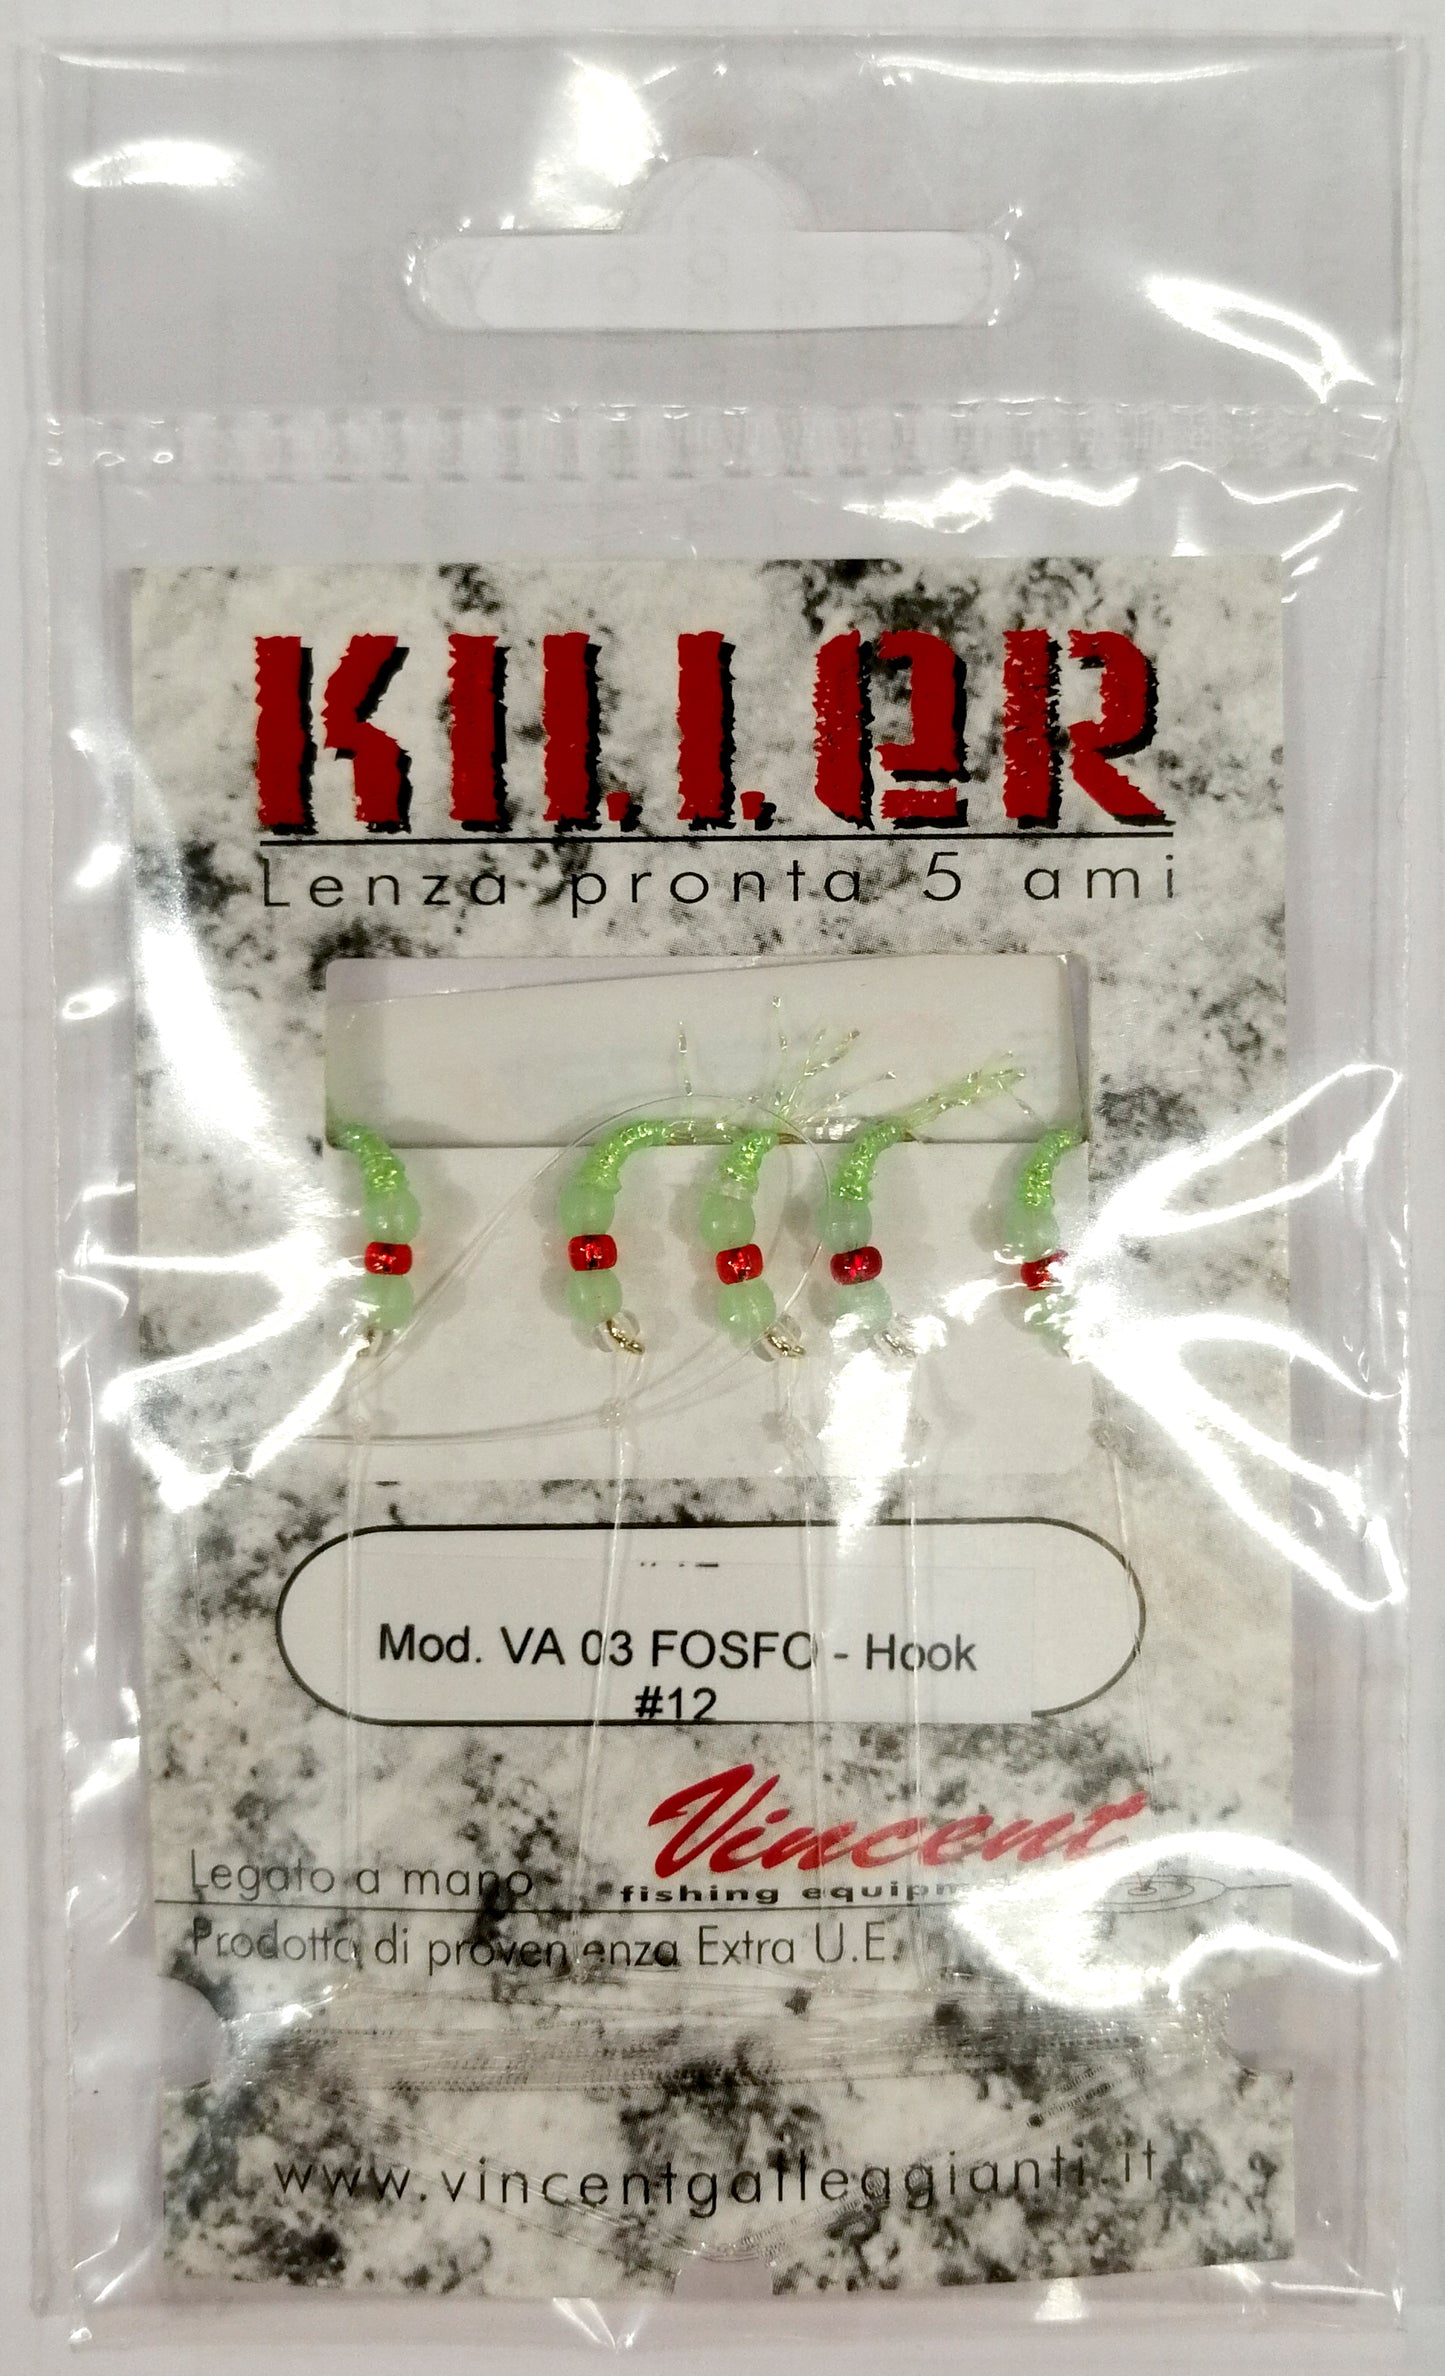 KILLER
Lenza pronta 5 ami
Mod. VA 03 FOSFO - Hook
#12
Vincent
fishing
Legato a mano
Prodotto di provenienza Extra U.E.
www.vincentgalleggianti.it